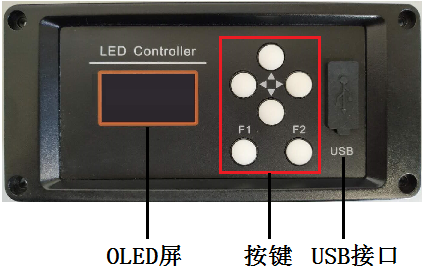 LED Controller
F1
F2
USB
OLED屏
按键
USB接口